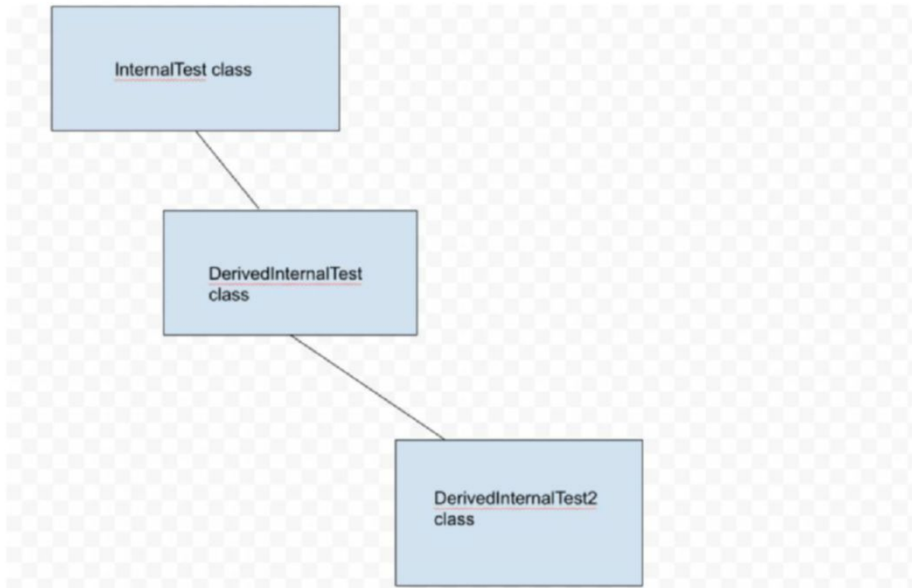 InternalTest class
DerivedInternalTest
class
DerivedInternalTest2
class